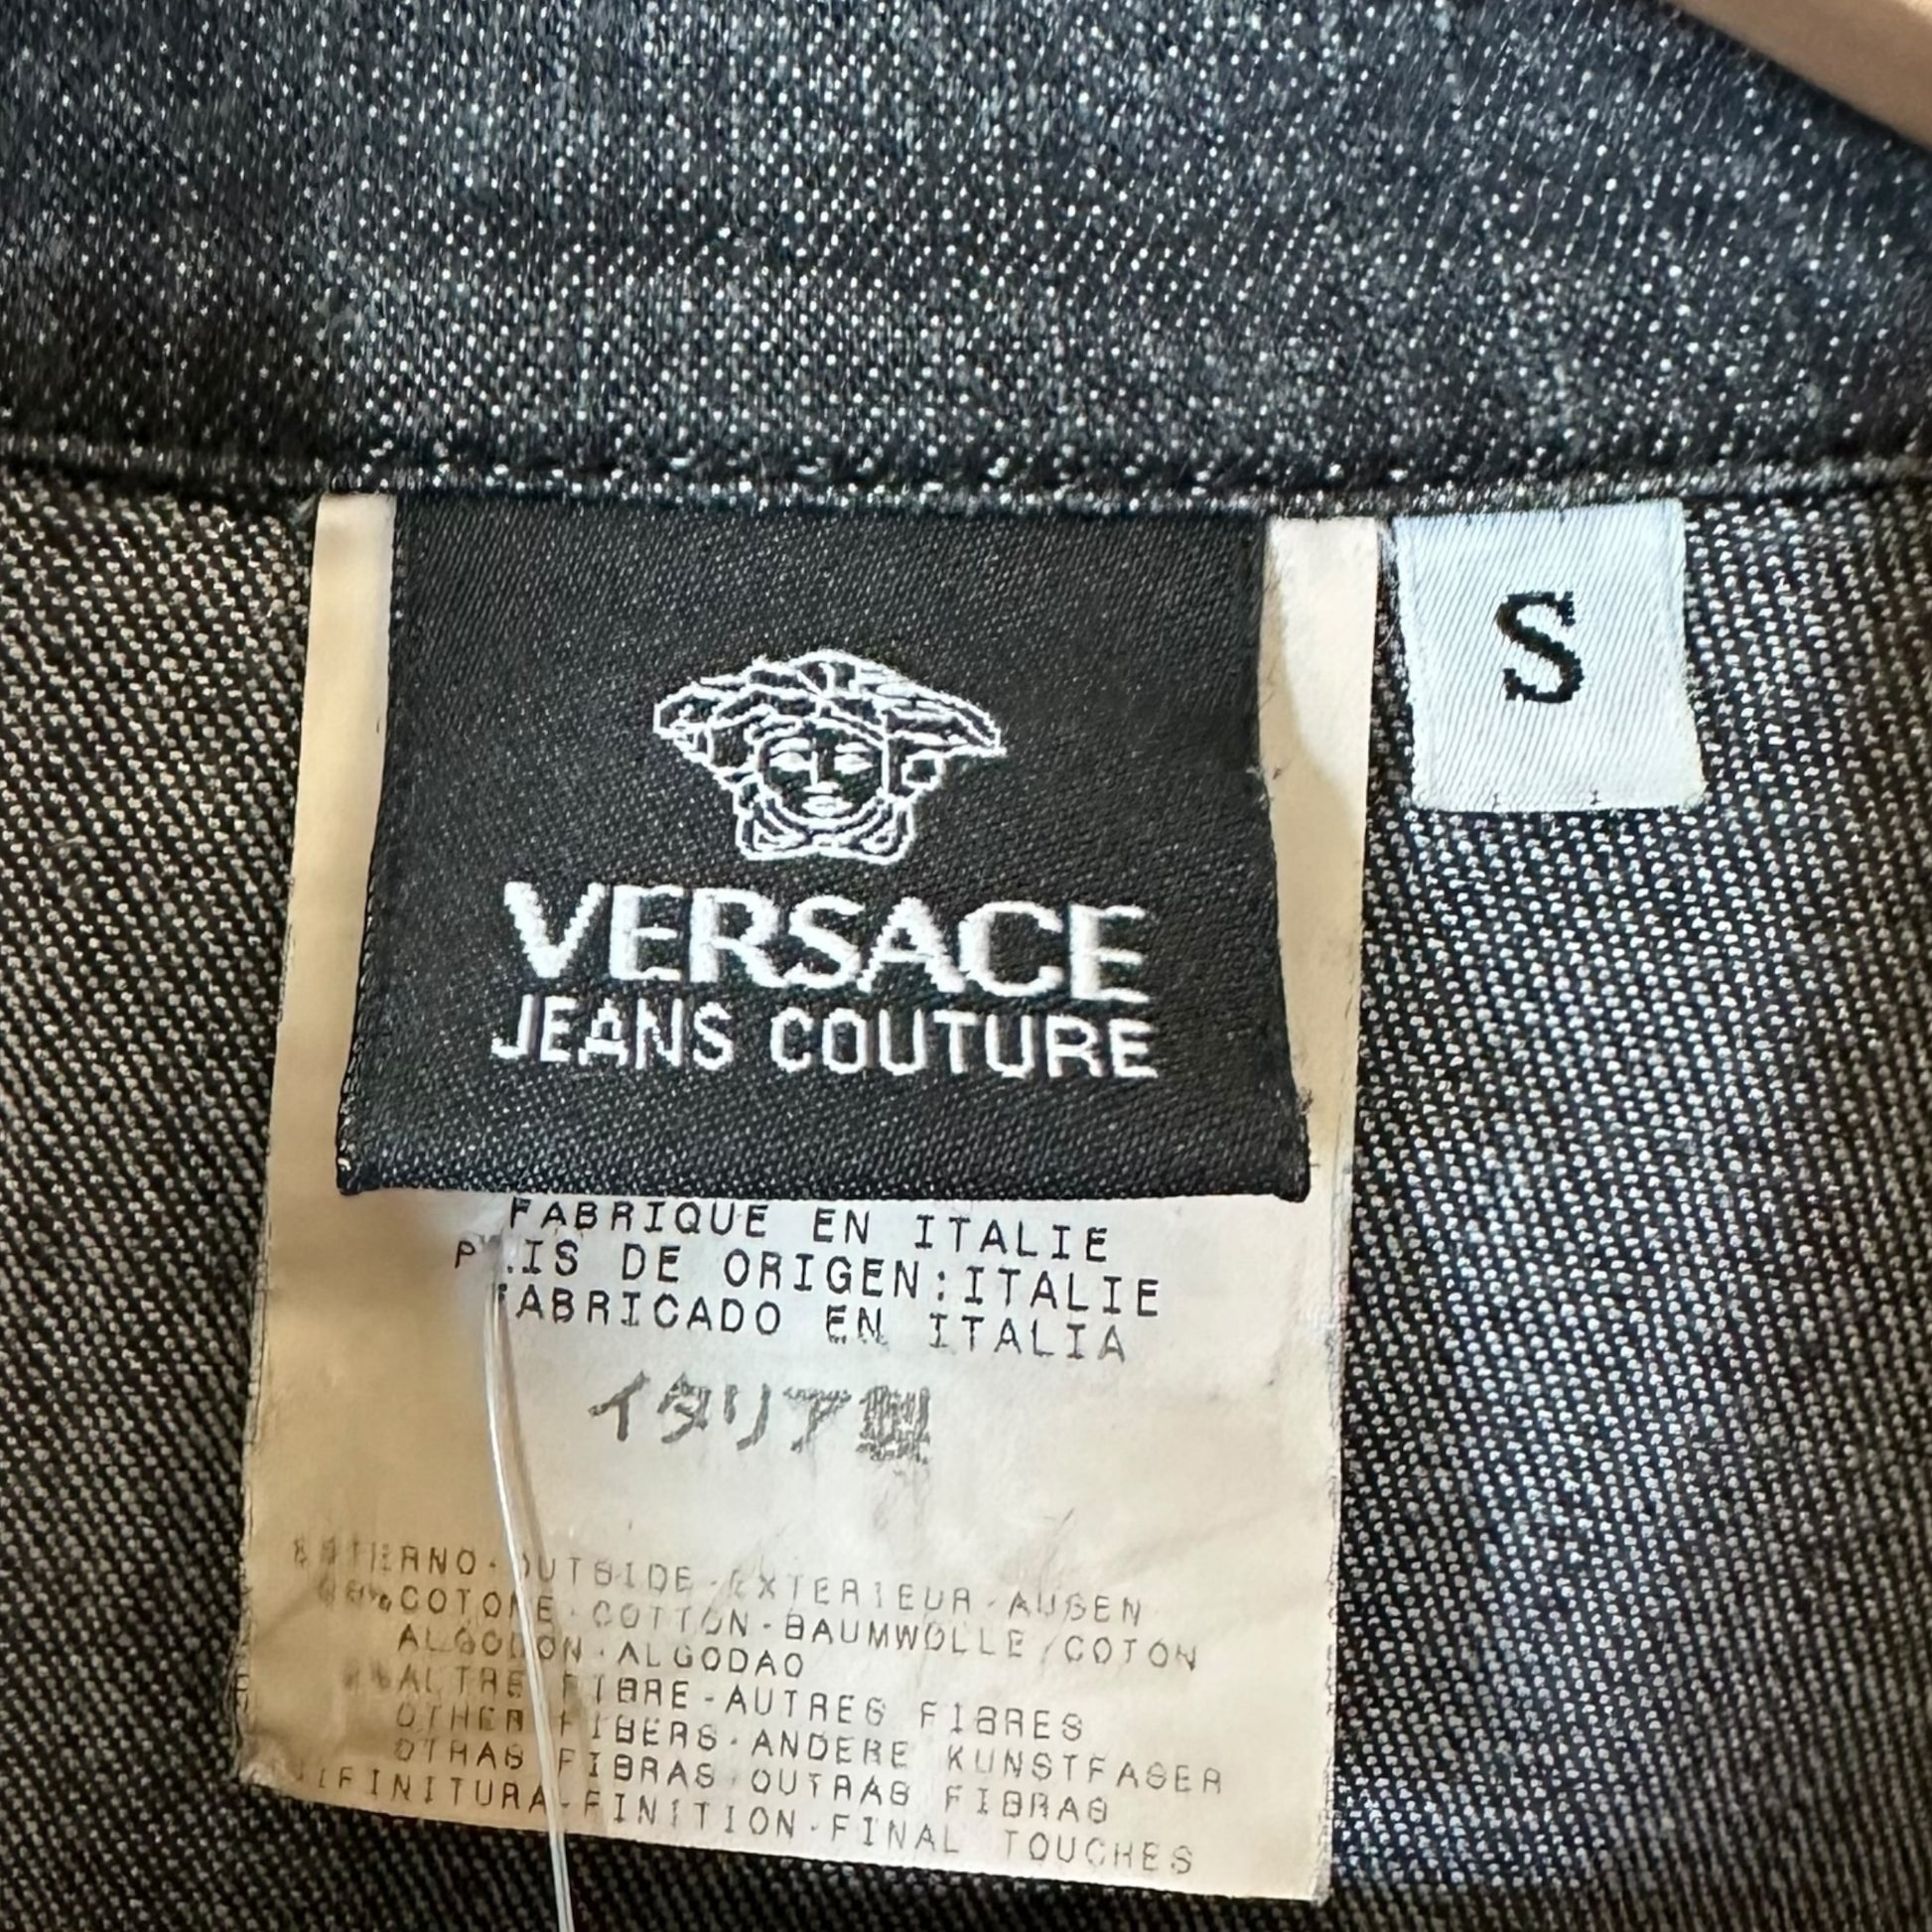 S
VERSACE
JEANS COUTURE
FABRIQUE EN ITALIE
DE ORIGEN:ITALIE
FABRICADO EN ITALIA
イタリア製
OUTSIDE-EXTERIEUR-AUSEN
COTONE-COTTON-BAUMWOLLE/COTON
ALGODON-ALGODAO
ALTRE FIBRE-AUTRES FIBRES
OTHER FIBERS-ANDERE KUNSTFASER
OTRAS FIBRAS OUTRAS FIBRAS
FINITION-FINAL TOUCHES